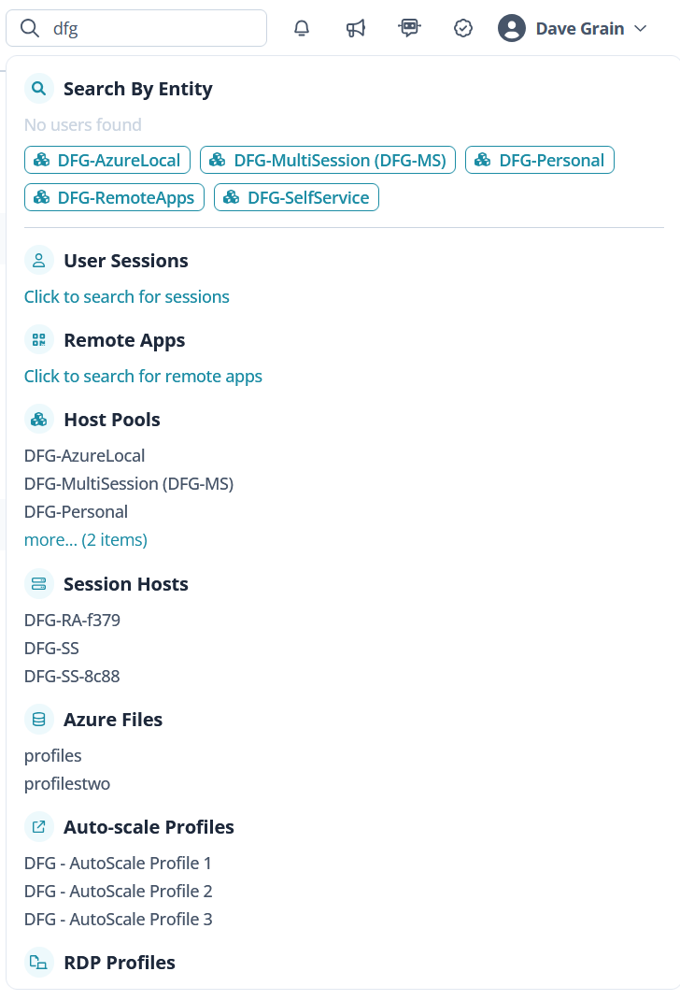 dfg
Dave Grain
Search By Entity
No users found
DFG-AzureLocal DFG-MultiSession (DFG-MS) DFG-Personal
DFG-RemoteApps DFG-SelfService
User Sessions
Click to search for sessions
Remote Apps
Click to search for remote apps
Host Pools
DFG-AzureLocal
DFG-MultiSession (DFG-MS)
DFG-Personal
more... (2 items)
Session Hosts
DFG-RA-f379
DFG-SS
DFG-SS-8c88
Azure Files
profiles
profilestwo
Auto-scale Profiles
DFG - AutoScale Profile 1
DFG - AutoScale Profile 2
DFG - AutoScale Profile 3
RDP Profiles